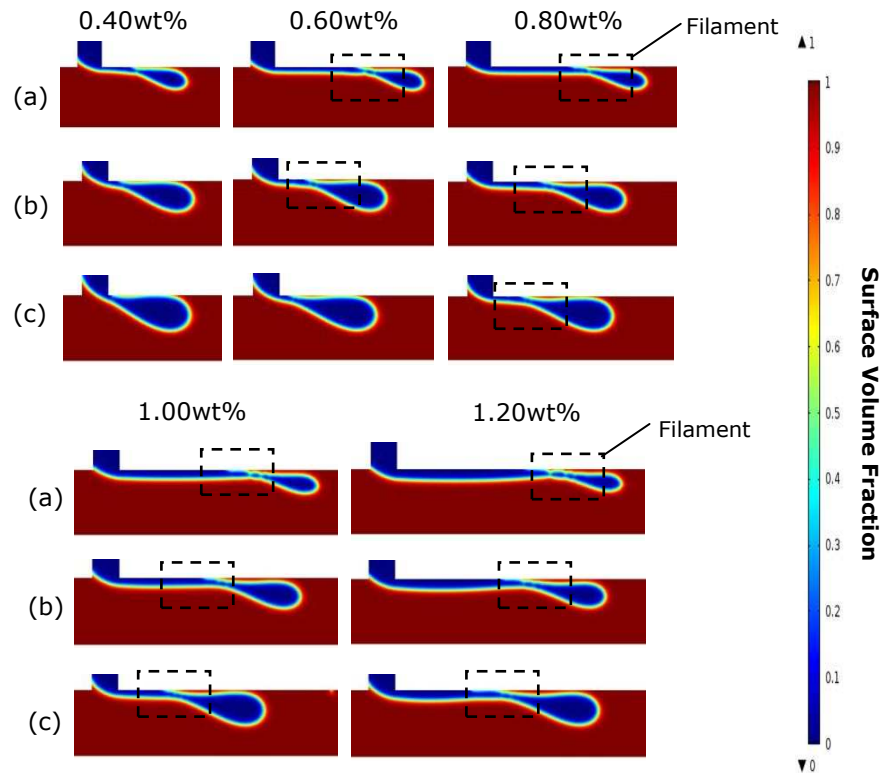 0.40wt% 0.60wt% 0.80wt% Filament
(a)
(b)
(c)
1.00wt% 1.20wt% Filament
(a)
(b)
(c)
▲ 1
1
0.9
0.8
0.7
0.6
0.5
0.4
0.3
0.2
0.1
0
▼ 0
Surface Volume Fraction